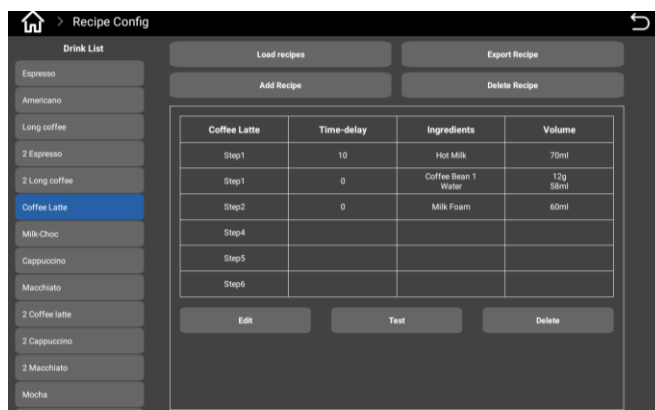 > Recipe Config
Drink List
Espresso
Americano
Long coffee
2 Espresso
2 Long coffee
Coffee Latte
Milk-Choc
Cappuccino
Macchiato
2 Coffee latte
2 Cappuccino
2 Macchiato
Mocha
Load recipes Export Recipe
Add Recipe Delete Recipe
Coffee Latte Time-delay Ingredients Volume
Step1 10 Hot Milk 70ml
Step1 0 Coffee Bean 1 12g
Water 58ml
Step2 0 Milk Foam 60ml
Step4
Step5
Step6
Edit Test Delete